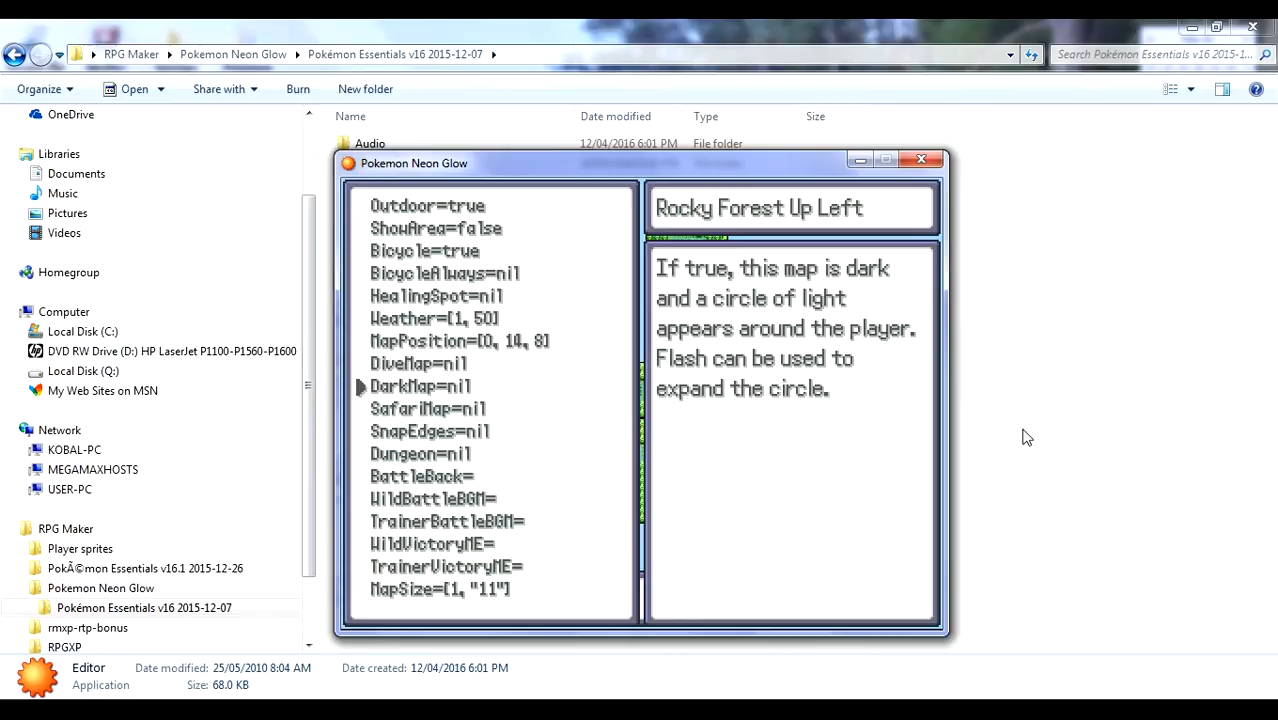 RPG Maker
Pokemon Neon Glow
Pokémon Essentials v16 2015-12-07
Search Pokémon Essentials v16 2015-1...
Organize
Open
Share with
Burn
New folder
Name
Date modified
Type
Size
Audio
12/04/2016 6:01 PM
File folder
OneDrive
Libraries
Documents
Music
Pictures
Videos
Homegroup
Computer
Local Disk (C:)
DVD RW Drive (D:) HP LaserJet P1100-P1560-P1600
Local Disk (Q:)
My Web Sites on MSN
Network
KOBAL-PC
MEGAMAXHOSTS
USER-PC
RPG Maker
Player sprites
PokÃ©mon Essentials v16.1 2015-12-26
Pokemon Neon Glow
Pokémon Essentials v16 2015-12-07
rmxp-rtp-bonus
RPGXP
Pokemon Neon Glow
Outdoor=true
ShowArea=false
Bicycle=true
BicycleAlways=nil
HealingSpot=nil
Weather=[1, 50]
MapPosition=[0, 14, 8]
DiveMap=nil
DarkMap=nil
SafariMap=nil
SnapEdges=nil
Dungeon=nil
BattleBack=
WildBattleBGM=
TrainerBattleBGM=
WildVictoryME=
TrainerVictoryME=
MapSize=[1, "11"]
Rocky Forest Up Left
If true, this map is dark
and a circle of light
appears around the player.
Flash can be used to
expand the circle.
Editor
Date modified: 25/05/2010 8:04 AM
Date created: 12/04/2016 6:01 PM
Application
Size: 68.0 KB